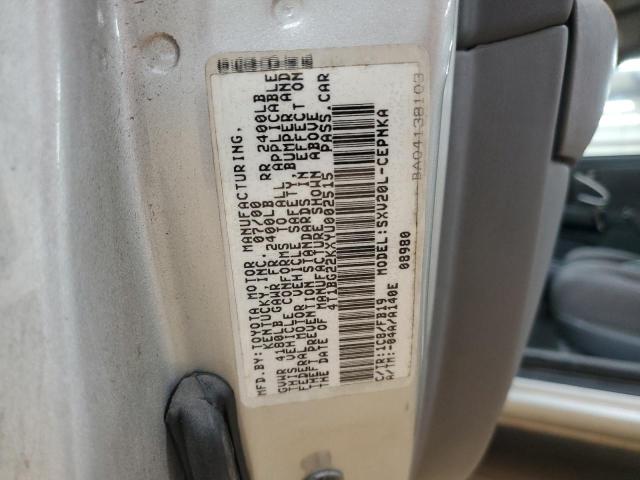 MFD.BY:TOYOTA MOTOR MANUFACTURING,
KENTUCKY, INC. 07/00
GVWR 4180LB GAWR FR 2400LB RR 2400LB
THIS VEHICLE CONFORMS TO ALL APPLICABLE
FEDERAL MOTOR VEHICLE SAFETY, BUMPER AND
THEFT PREVENTION STANDARDS IN EFFECT ON
THE DATE OF MANUFACTURE SHOWN ABOVE
4T1BG22KXYU002515 PASS.CAR
C/TR:1C8/FB19 MODEL:SXV20L-CEPNKA
A/TM:-04A/A140E 08980
BA04138103